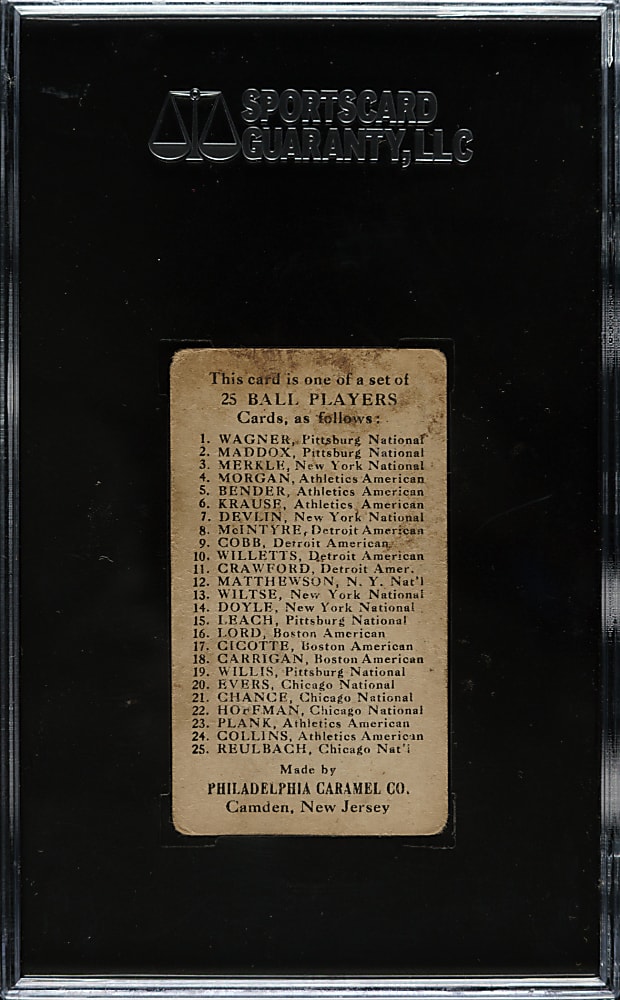 SPORTSCARD
GUARANTY, LLC
This card is one of a set of
25 BALL PLAYERS
Cards, as follows:
1. WAGNER, Pittsburg National
2. MADDOX, Pittsburg National
3. MERKLE, New York National
4. MORGAN, Athletics American
5. BENDER, Athletics American
6. KRAUSE, Athletics American
7. DEVLIN, New York National
8. McINTYRE, Detroit American
9. COBB, Detroit American
10. WILLETTS, Detroit American
11. CRAWFORD, Detroit Amer.
12. MATTHEWSON, N. Y. Nat'l
13. WILTSE, New York National
14. DOYLE, New York National
15. LEACH, Pittsburg National
16. LORD, Boston American
17. CICOTTE, Boston American
18. CARRIGAN, Boston American
19. WILLIS, Pittsburg National
20. EVERS, Chicago National
21. CHANCE, Chicago National
22. HOFFMAN, Chicago National
23. PLANK, Athletics American
24. COLLINS, Athletics American
25. REULBACH, Chicago Nat'l
Made by
PHILADELPHIA CARAMEL CO.
Camden, New Jersey